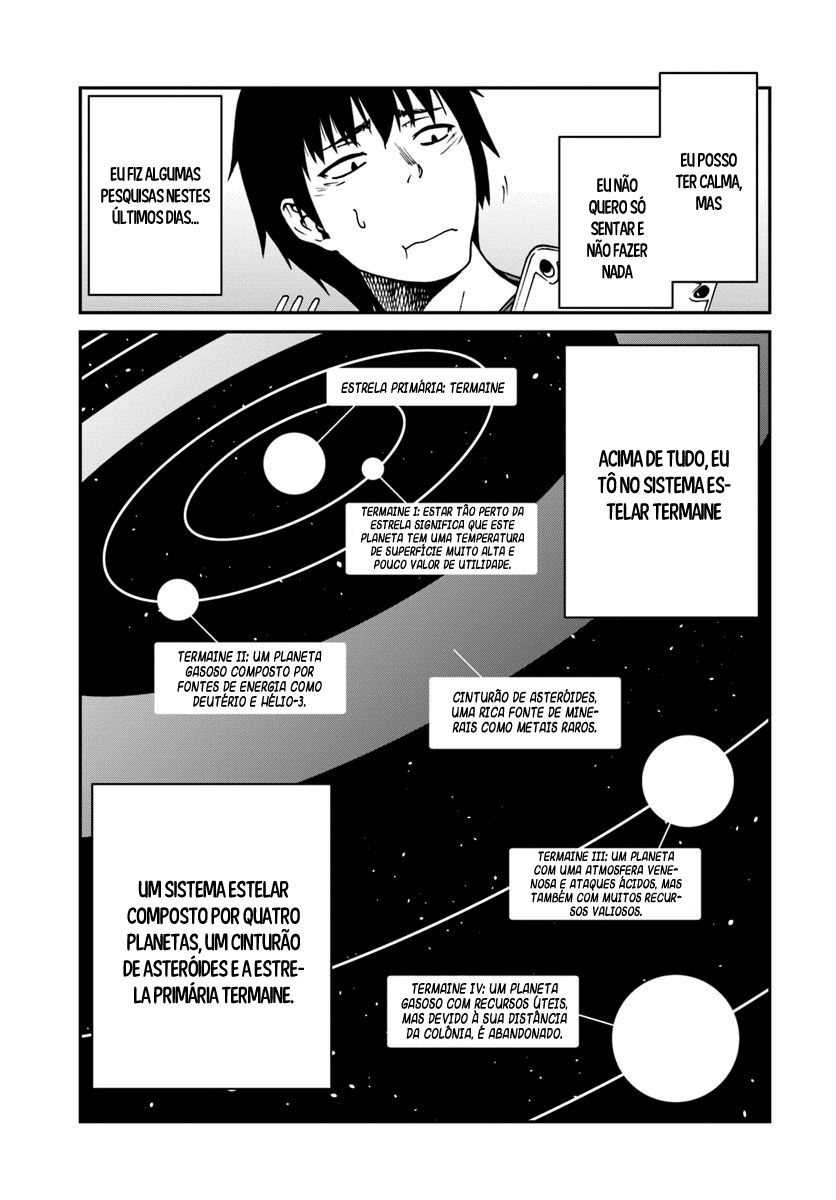 EU POSSO
TER CALMA,
MAS
EU NÃO
QUERO SÓ
SENTAR E
NÃO FAZER
NADA
EU FIZ ALGUMAS
PESQUISAS NESTES
ÚLTIMOS DIAS...
ACIMA DE TUDO, EU
TÔ NO SISTEMA ES-
TELAR TERMAINE
ESTRELA PRIMÁRIA: TERMAINE
TERMAINE I: ESTAR TÃO PERTO DA
ESTRELA SIGNIFICA QUE ESTE
PLANETA TEM UMA TEMPERATURA
DE SUPERFÍCIE MUITO ALTA E
POUCO VALOR DE UTILIDADE.
TERMAINE II: UM PLANETA
GASOSO COMPOSTO POR
FONTES DE ENERGIA COMO
DEUTÉRIO E HÉLIO-3.
CINTURÃO DE ASTERÓIDES,
UMA RICA FONTE DE MINE-
RAIS COMO METAIS RAROS.
TERMAINE III: UM PLANETA
COM UMA ATMOSFERA VENE-
NOSA E ATAQUES ÁCIDOS, MAS
TAMBÉM COM MUITOS RECUR-
SOS VALIOSOS.
UM SISTEMA ESTELAR
COMPOSTO POR QUATRO
PLANETAS, UM CINTURÃO
DE ASTERÓIDES E A ESTRE-
LA PRIMÁRIA TERMAINE.
TERMAINE IV: UM PLANETA
GASOSO COM RECURSOS ÚTEIS,
MAS DEVIDO À SUA DISTÂNCIA
DA COLÔNIA, É ABANDONADO.